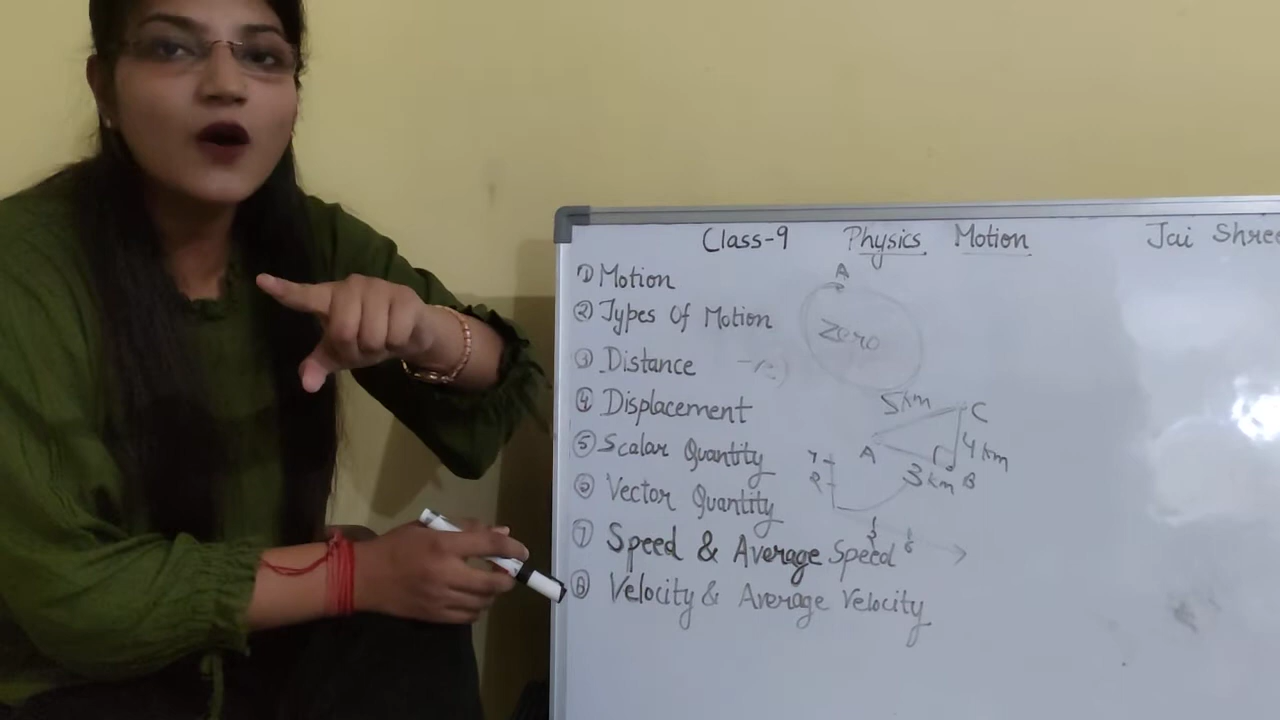 Class-9 Physics Motion Jai Shree
① Motion
② Types Of Motion
③ Distance
④ Displacement
⑤ Scalar Quantity
⑥ Vector Quantity
⑦ Speed & Average Speed
⑧ Velocity & Average Velocity
A
Zero
5km C
A 4km
3km B